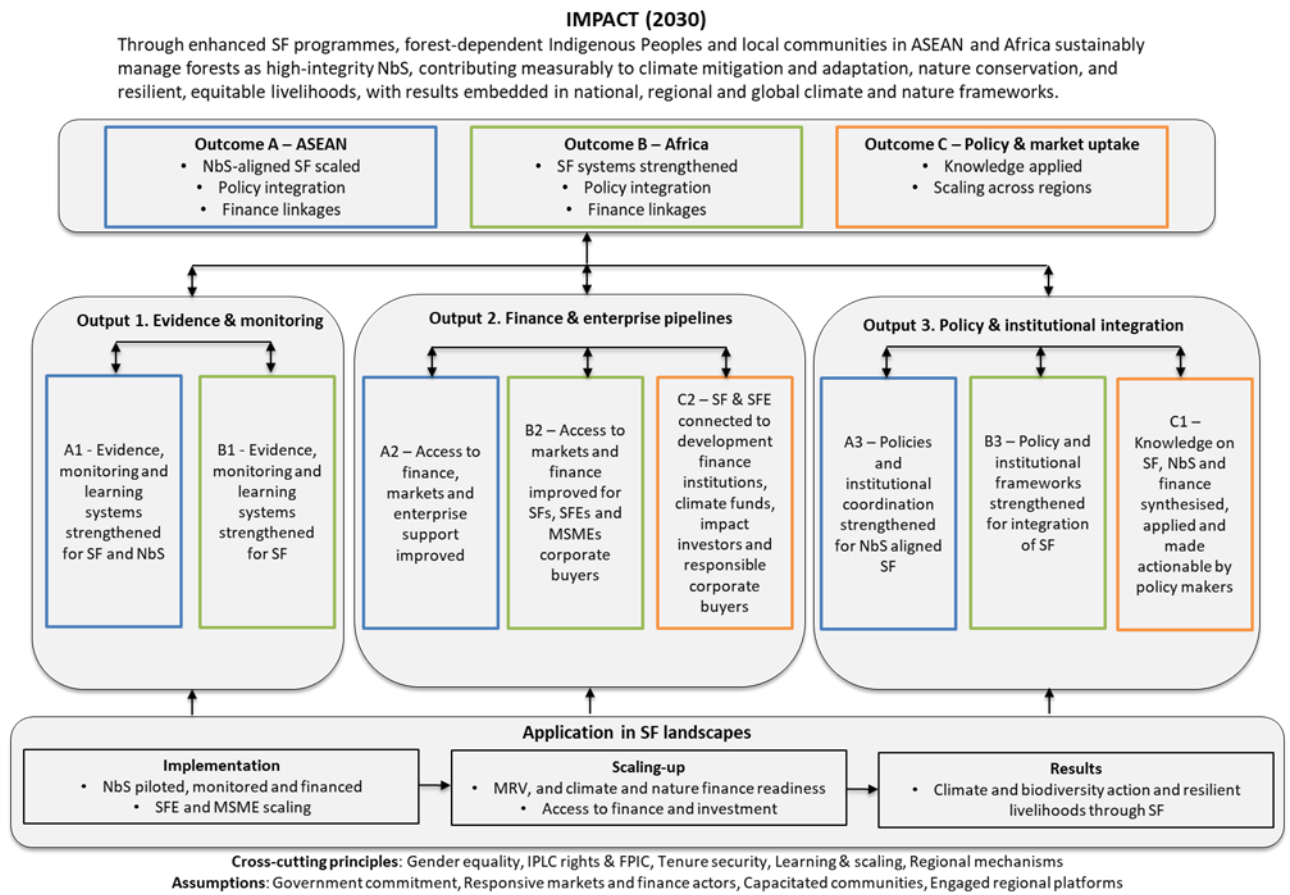 IMPACT (2030)
Through enhanced SF programmes, forest-dependent Indigenous Peoples and local communities in ASEAN and Africa sustainably
manage forests as high-integrity NbS, contributing measurably to climate mitigation and adaptation, nature conservation, and
resilient, equitable livelihoods, with results embedded in national, regional and global climate and nature frameworks.
Outcome A – ASEAN
• NbS-aligned SF scaled
• Policy integration
• Finance linkages
Outcome B – Africa
• SF systems strengthened
• Policy integration
• Finance linkages
Outcome C – Policy & market uptake
• Knowledge applied
• Scaling across regions
Output 1. Evidence & monitoring
A1 - Evidence,
monitoring and
learning
systems
strengthened
for SF and NbS
B1 - Evidence,
monitoring and
learning
systems
strengthened
for SF
Output 2. Finance & enterprise pipelines
A2 – Access to
finance,
markets and
enterprise
support
improved
B2 – Access to
markets and
finance
improved for
SFs, SFEs and
MSMEs
corporate
buyers
C2 – SF & SFE
connected to
development
finance
institutions,
climate funds,
impact
investors and
responsible
corporate
buyers
Output 3. Policy & institutional integration
A3 – Policies
and
institutional
coordination
strengthened
for NbS aligned
SF
B3 – Policy and
institutional
frameworks
strengthened
for integration
of SF
C1 –
Knowledge on
SF, NbS and
finance
synthesised,
applied and
made
actionable by
policy makers
Application in SF landscapes
Implementation
• NbS piloted, monitored and financed
• SFE and MSME scaling
Scaling-up
• MRV, and climate and nature finance readiness
• Access to finance and investment
Results
• Climate and biodiversity action and resilient
livelihoods through SF
Cross-cutting principles: Gender equality, IPLC rights & FPIC, Tenure security, Learning & scaling, Regional mechanisms
Assumptions: Government commitment, Responsive markets and finance actors, Capacitated communities, Engaged regional platforms